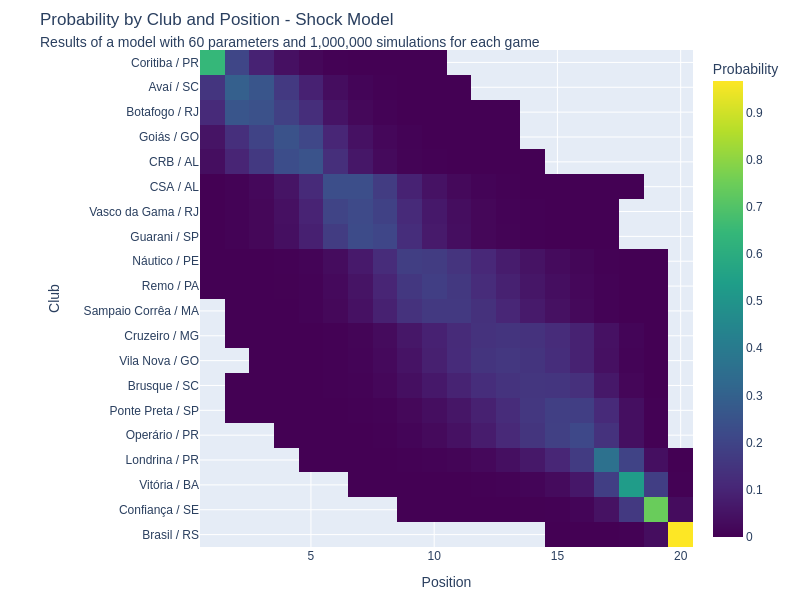 Probability by Club and Position - Shock Model
Results of a model with 60 parameters and 1,000,000 simulations for each game
Coritiba / PR
Avaí / SC
Botafogo / RJ
Goiás / GO
CRB / AL
CSA / AL
Vasco da Gama / RJ
Guarani / SP
Náutico / PE
Remo / PA
Sampaio Corrêa / MA
Cruzeiro / MG
Vila Nova / GO
Brusque / SC
Ponte Preta / SP
Operário / PR
Londrina / PR
Vitória / BA
Confiança / SE
Brasil / RS
Club
5
10
15
20
Position
Probability
0.9
0.8
0.7
0.6
0.5
0.4
0.3
0.2
0.1
0